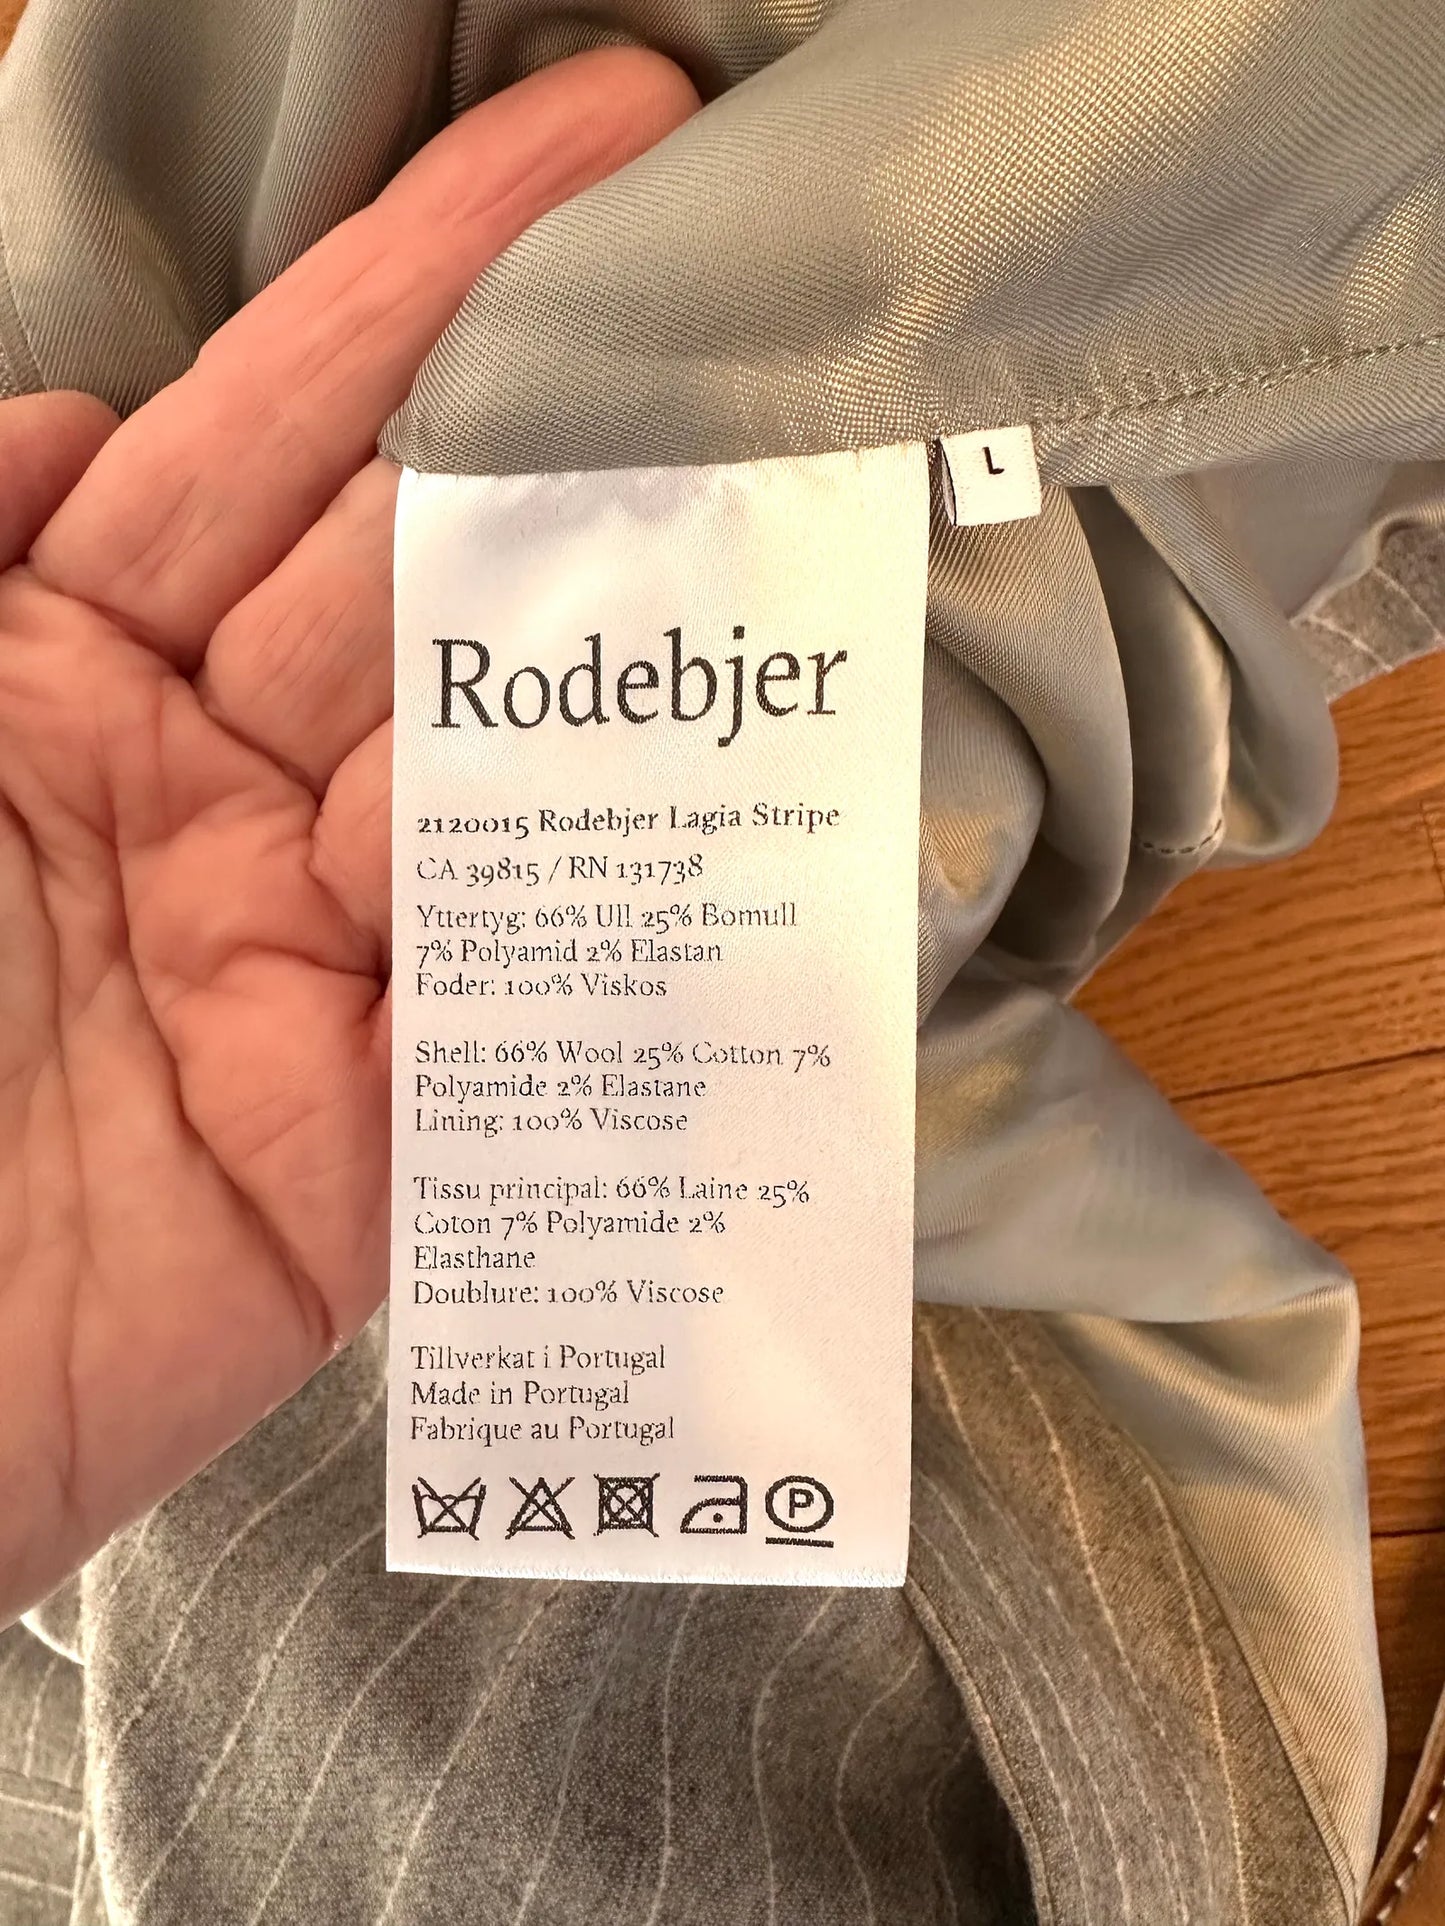 L
Rodebjer
2120015 Rodebjer Lagia Stripe
CA 39815 / RN 131738
Yttertyg: 66% Ull 25% Bomull
7% Polyamid 2% Elastan
Foder: 100% Viskos
Shell: 66% Wool 25% Cotton 7%
Polyamide 2% Elastane
Lining: 100% Viscose
Tissu principal: 66% Laine 25%
Coton 7% Polyamide 2%
Elasthane
Doublure: 100% Viscose
Tillverkat i Portugal
Made in Portugal
Fabrique au Portugal
P